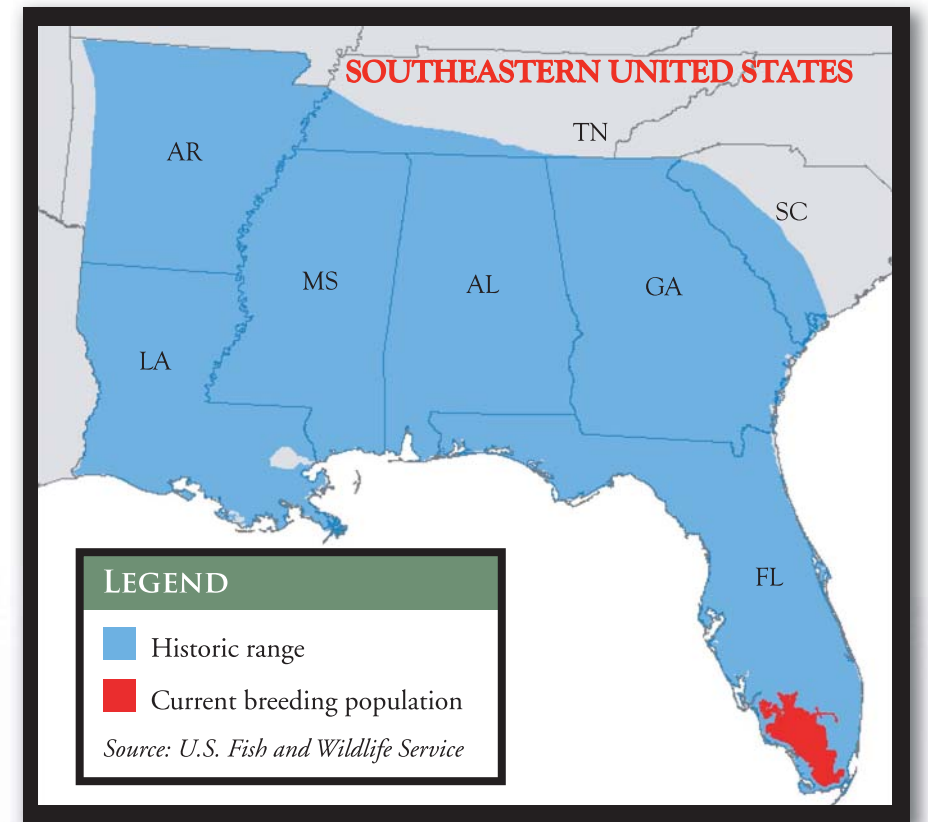 SOUTHEASTERN UNITED STATES
TN
AR
SC
MS
AL
GA
LA
FL
LEGEND
Historic range
Current breeding population
Source: U.S. Fish and Wildlife Service